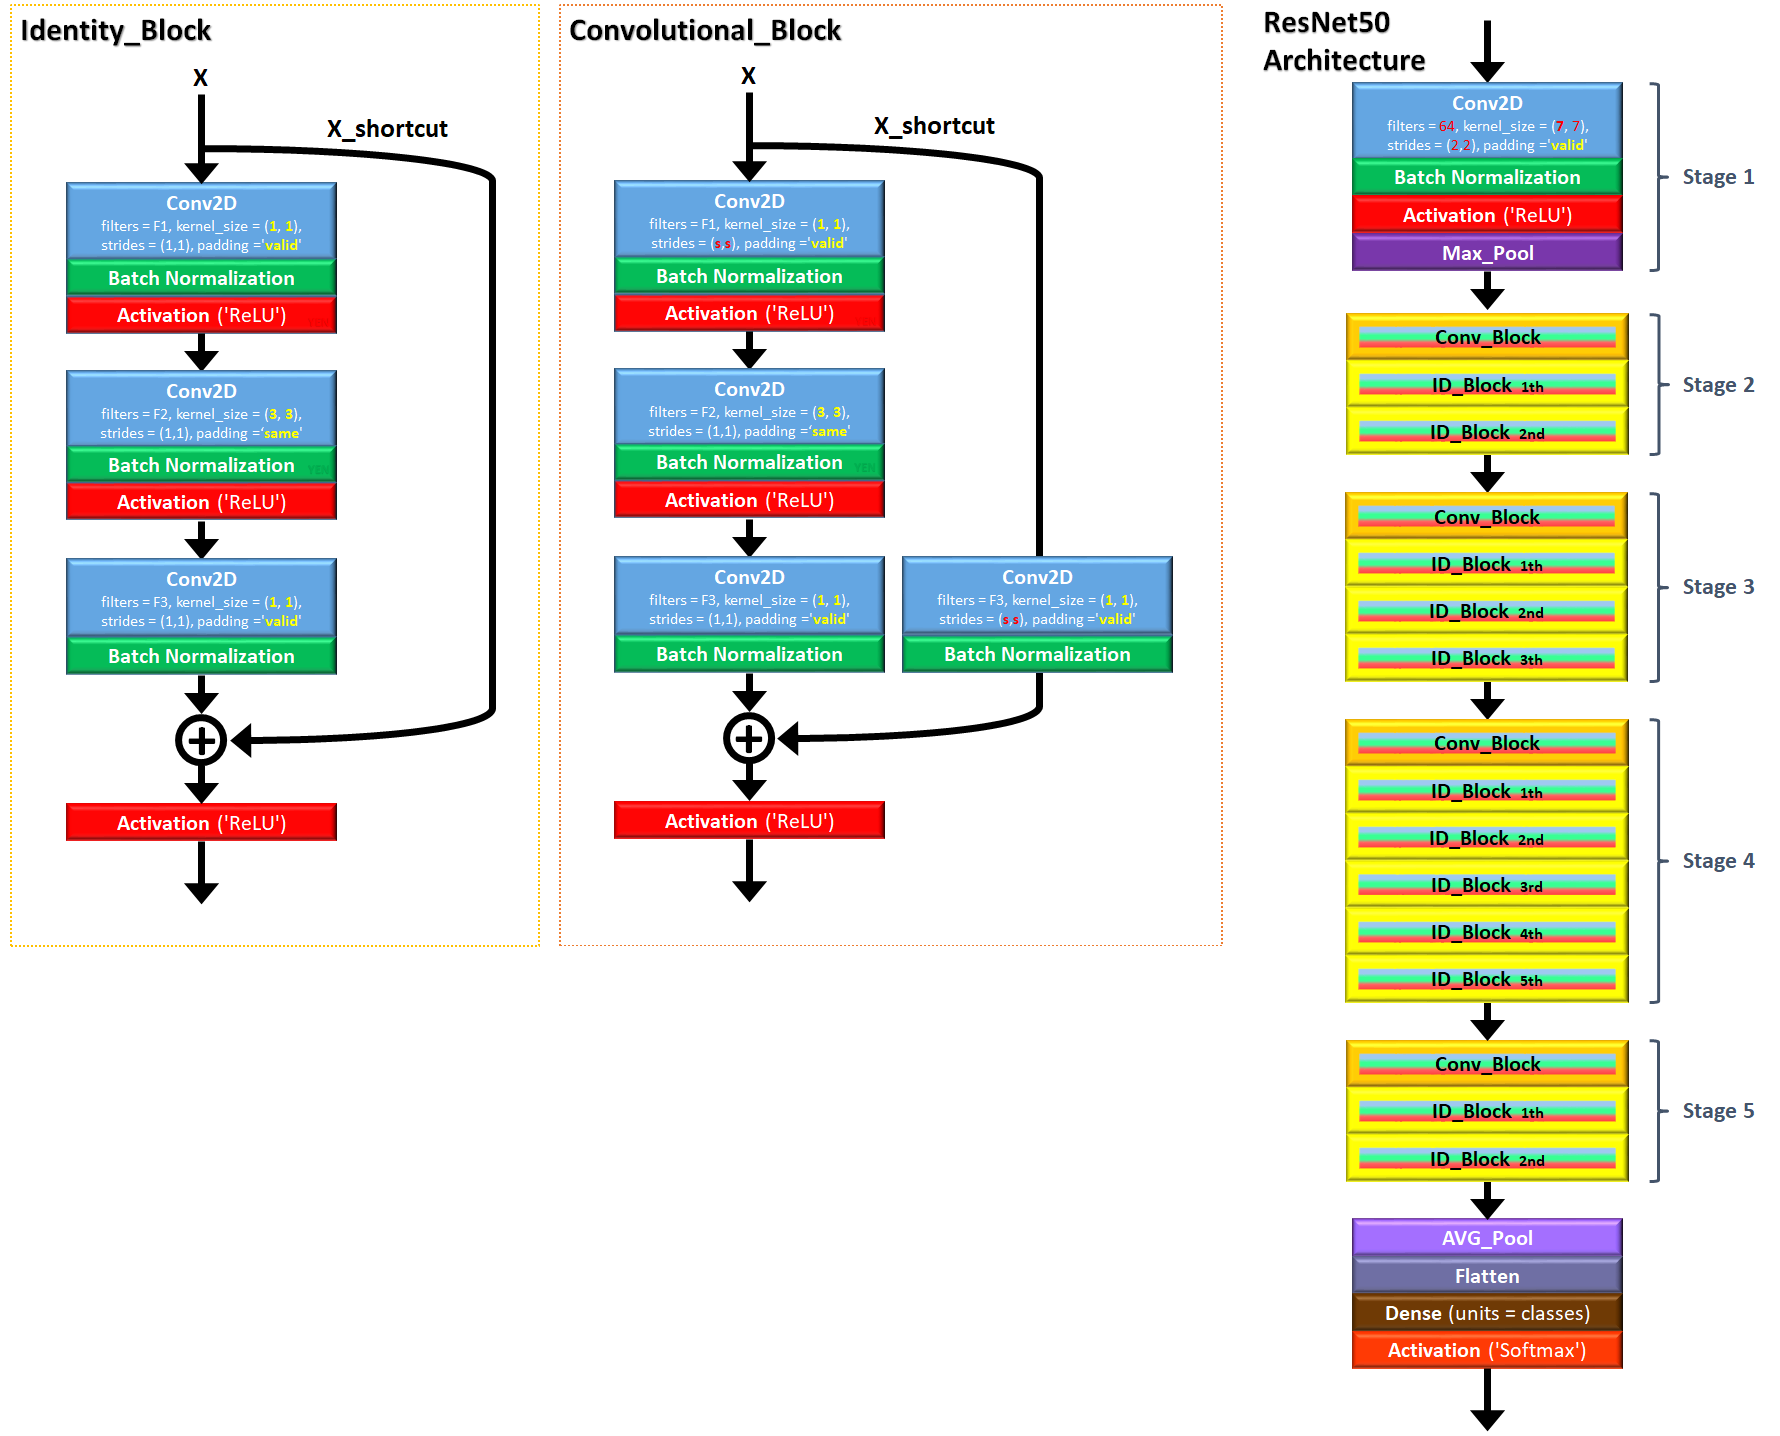 Identity_Block
X
X_shortcut
Conv2D
filters = F1, kernel_size = (1, 1),
strides = (1,1), padding ='valid'
Batch Normalization
Activation ('ReLU')
YEN
Conv2D
filters = F2, kernel_size = (3, 3),
strides = (1,1), padding =‘same'
Batch Normalization
YEN
Activation ('ReLU')
Conv2D
filters = F3, kernel_size = (1, 1),
strides = (1,1), padding ='valid'
Batch Normalization
Activation ('ReLU')
Convolutional_Block
X
X_shortcut
Conv2D
filters = F1, kernel_size = (1, 1),
strides = (s,s), padding ='valid'
Batch Normalization
Activation ('ReLU')
YEN
Conv2D
filters = F2, kernel_size = (3, 3),
strides = (1,1), padding =‘same'
Batch Normalization
YEN
Activation ('ReLU')
Conv2D
filters = F3, kernel_size = (1, 1),
strides = (1,1), padding ='valid'
Batch Normalization
Conv2D
filters = F3, kernel_size = (1, 1),
strides = (s,s), padding ='valid'
Batch Normalization
Activation ('ReLU')
ResNet50
Architecture
Conv2D
filters = 64, kernel_size = (7, 7),
strides = (2,2), padding ='valid'
Batch Normalization
Activation ('ReLU')
Max_Pool
Stage 1
Conv_Block
ID_Block 1th
ID_Block 2nd
Stage 2
Conv_Block
ID_Block 1th
ID_Block 2nd
ID_Block 3th
Stage 3
Conv_Block
ID_Block 1th
ID_Block 2nd
ID_Block 3rd
ID_Block 4th
ID_Block 5th
Stage 4
Conv_Block
ID_Block 1th
ID_Block 2nd
Stage 5
AVG_Pool
Flatten
Dense (units = classes)
Activation ('Softmax')